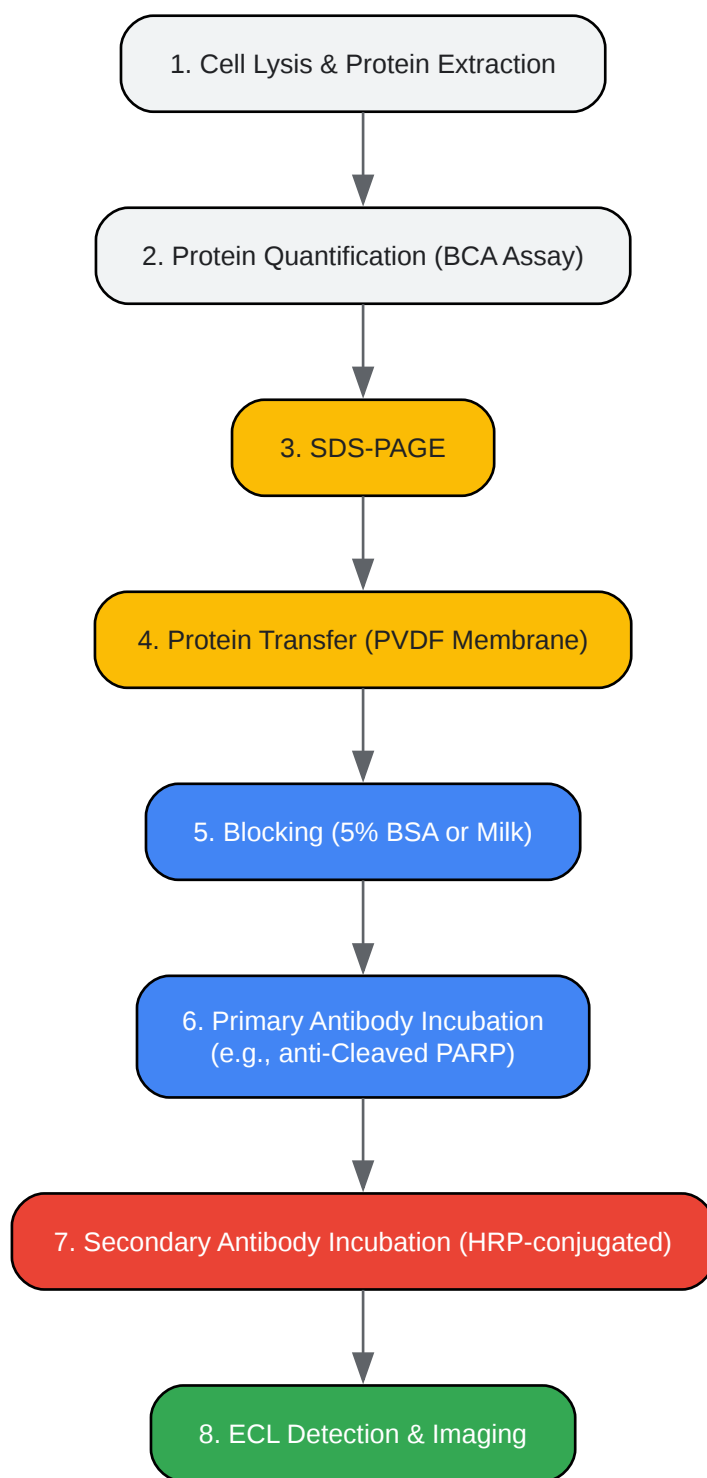 1. Cell Lysis & Protein Extraction
2. Protein Quantification (BCA Assay)
3. SDS-PAGE
4. Protein Transfer (PVDF Membrane)
5. Blocking (5% BSA or Milk)
6. Primary Antibody Incubation
(e.g., anti-Cleaved PARP)
7. Secondary Antibody Incubation (HRP-conjugated)
8. ECL Detection & Imaging